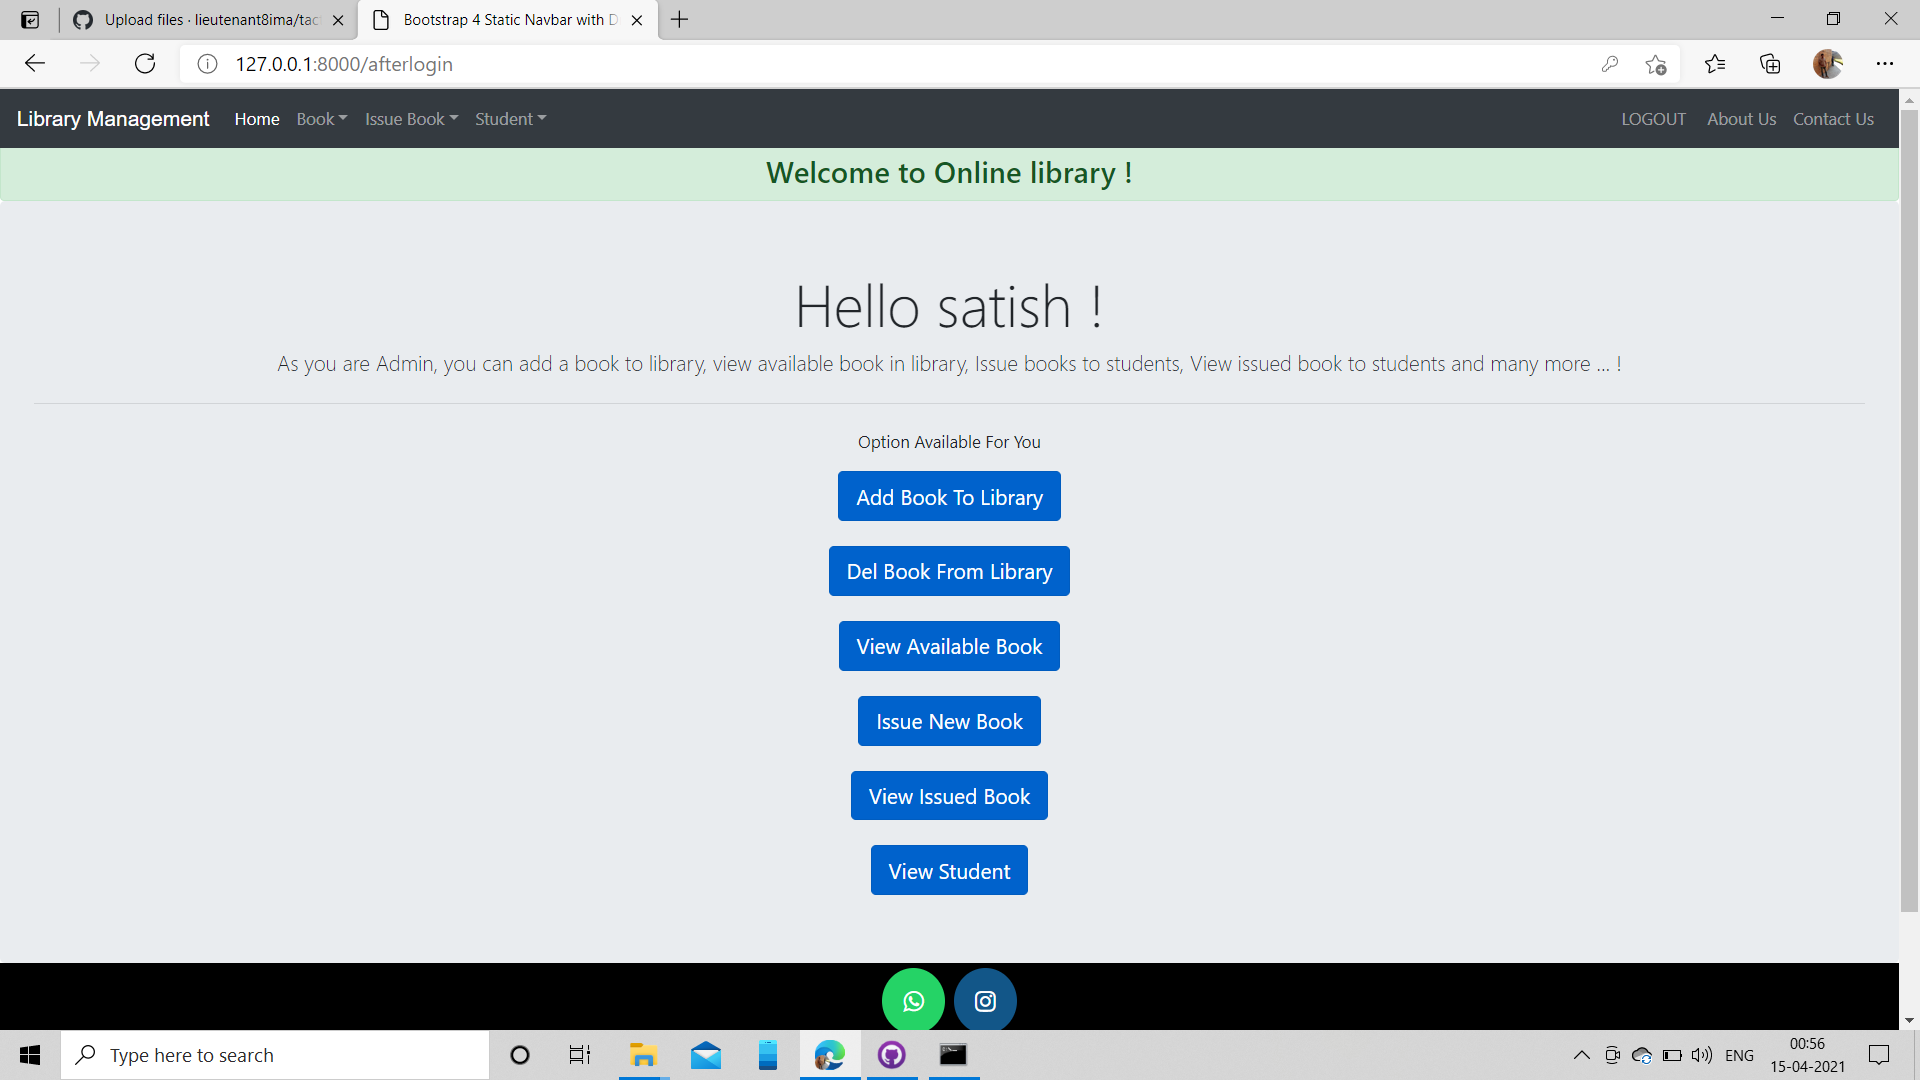 Upload files · lieutenant8ima/tac
Bootstrap 4 Static Navbar with D
127.0.0.1:8000/afterlogin
Library Management Home Book Issue Book Student LOGOUT About Us Contact Us
Welcome to Online library !
Hello satish !
As you are Admin, you can add a book to library, view available book in library, Issue books to students, View issued book to students and many more ... !
Option Available For You
Add Book To Library
Del Book From Library
View Available Book
Issue New Book
View Issued Book
View Student
Type here to search
ENG
00:56
15-04-2021